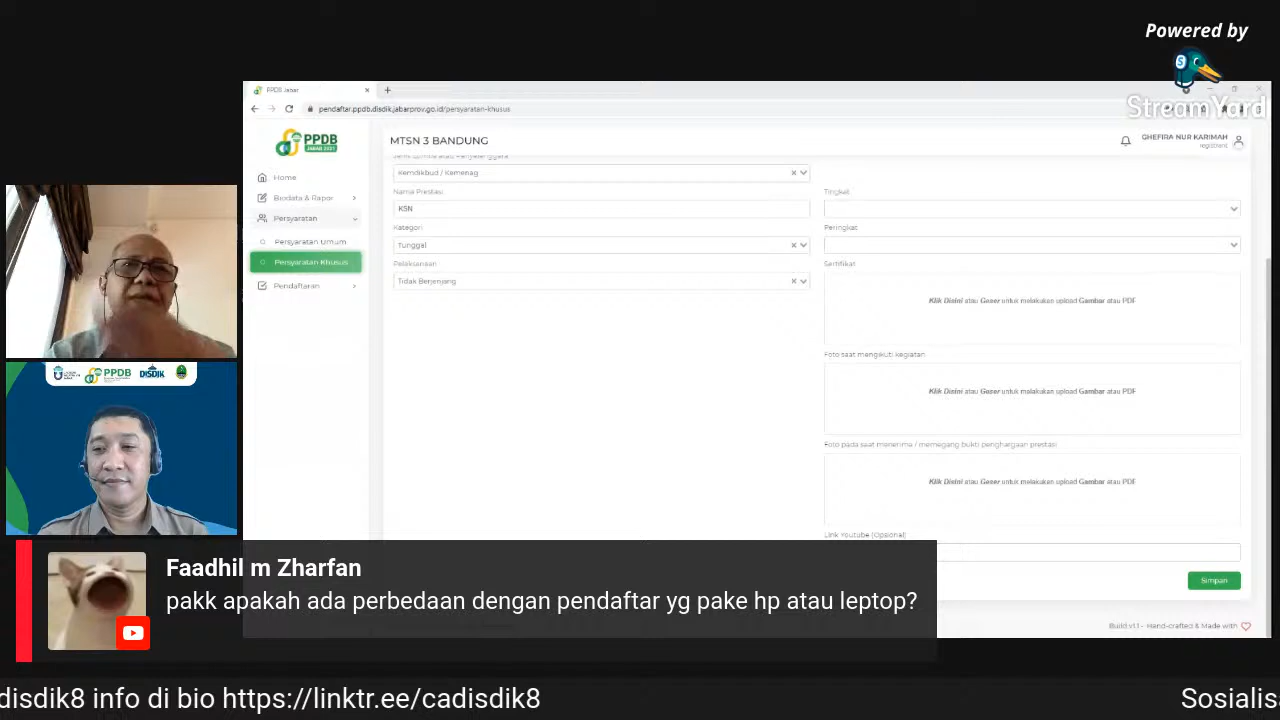 Powered by
StreamYard
PPDB Jabar
pendaftar.ppdb.disdik.jabarprov.go.id/persyaratan-khusus
PPDB
JABAR 2021
MTSN 3 BANDUNG
GHEFIRA NUR KARIMAH
registrant
Home
Biodata & Rapor
Persyaratan
Persyaratan Umum
Persyaratan Khusus
Pendaftaran
Kemdikbud / Kemenag
Nama Prestasi
KSN
Kategori
Tunggal
Pelaksanaan
Tidak Berjenjang
Tingkat
Peringkat
Sertifikat
Klik Disini atau Geser untuk melakukan upload Gambar atau PDF
Foto saat mengikuti kegiatan
Klik Disini atau Geser untuk melakukan upload Gambar atau PDF
Foto pada saat menerima / memegang bukti penghargaan prestasi
Klik Disini atau Geser untuk melakukan upload Gambar atau PDF
Link Youtube (Opsional)
Simpan
Build v1.1 - Hand-crafted & Made with
PPDB
DISDIK
Faadhil m Zharfan
pakk apakah ada perbedaan dengan pendaftar yg pake hp atau leptop?
disdik8 info di bio https://linktr.ee/cadisdik8
Sosialis